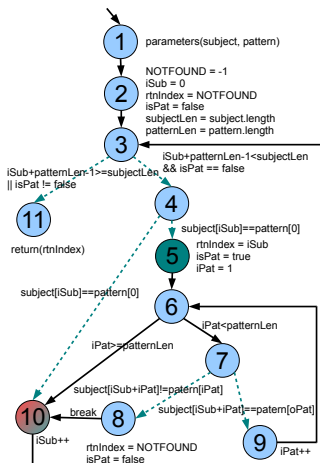 1
parameters(subject, pattern)
2
NOTFOUND = -1
iSub = 0
rtnIndex = NOTFOUND
isPat = false
subjectLen = subject.length
patternLen = pattern.length
3
iSub+patternLen-1>=subjectLen
|| isPat != false
iSub+patternLen-1<subjectLen
&& isPat == false
4
11
return(rtnIndex)
subject[iSub]==pattern[0]
5
rtnIndex = iSub
isPat = true
iPat = 1
subject[iSub]==pattern[0]
6
iPat>=patternLen
iPat<patternLen
7
subject[iSub+iPat]!=patern[iPat]
subject[iSub+iPat]==patern[oPat]
10
break
8
9
iSub++
iPat++
rtnIndex = NOTFOUND
isPat = false